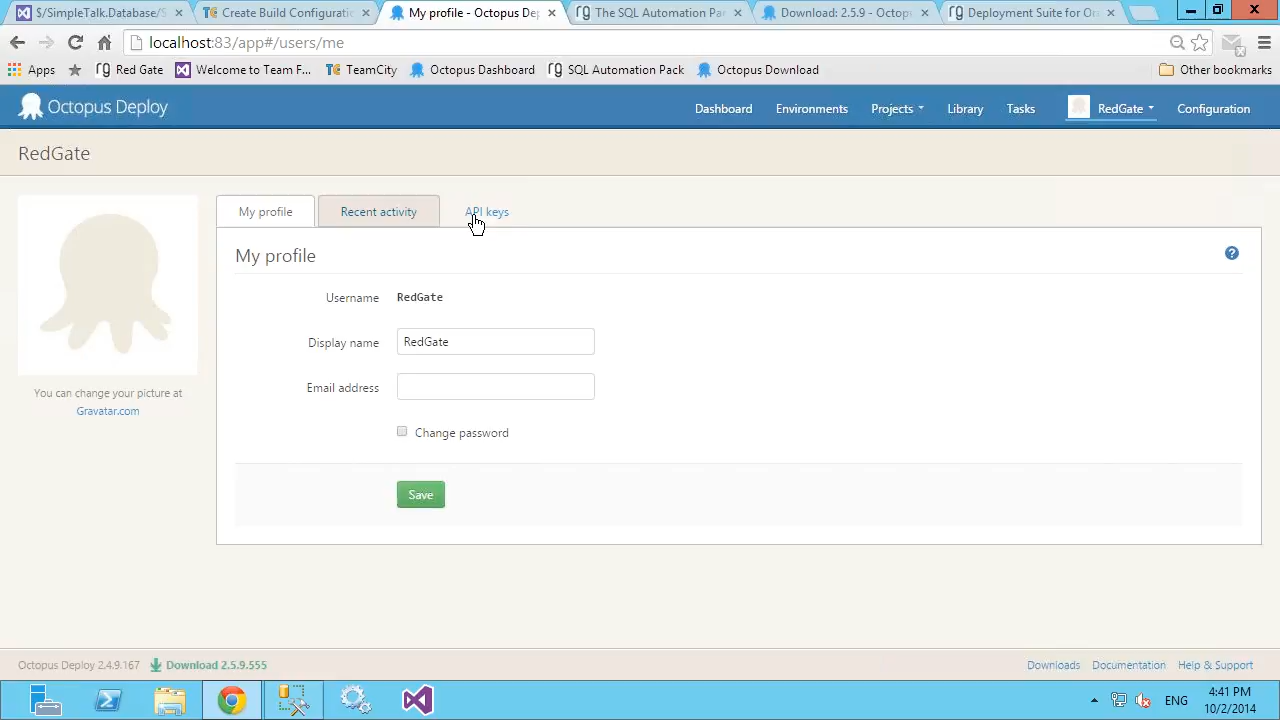 $/SimpleTalk.Database/S
Create Build Configuratio
My profile - Octopus De
The SQL Automation Pa
Download: 2.5.9 - Octop
Deployment Suite for Or
localhost:83/app#/users/me
Apps
Red Gate
Welcome to Team F...
TeamCity
Octopus Dashboard
SQL Automation Pack
Octopus Download
Other bookmarks
Octopus Deploy
Dashboard
Environments
Projects
Library
Tasks
RedGate
Configuration
RedGate
You can change your picture at
Gravatar.com
My profile
Recent activity
API keys
My profile
Username
RedGate
Display name
RedGate
Email address
Change password
Save
Octopus Deploy 2.4.9.167
Download 2.5.9.555
Downloads
Documentation
Help & Support
ENG
4:41 PM
10/2/2014